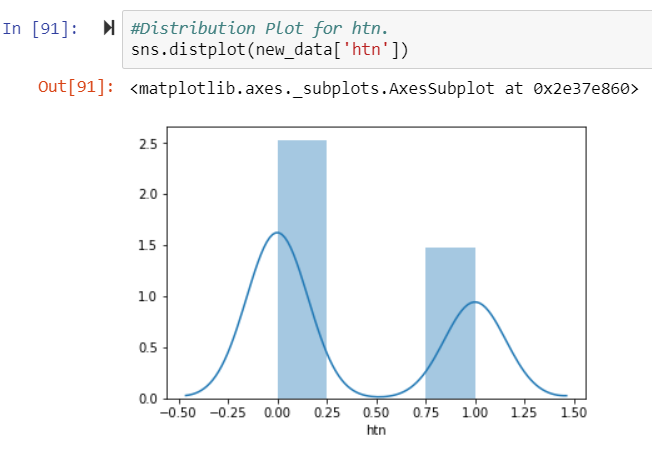 In [91]:
#Distribution Plot for htn.
sns.distplot(new_data['htn'])
Out[91]: <matplotlib.axes._subplots.AxesSubplot at 0x2e37e860>
2.5
2.0
1.5
1.0
0.5
0.0
−0.50 −0.25 0.00 0.25 0.50 0.75 1.00 1.25 1.50
htn